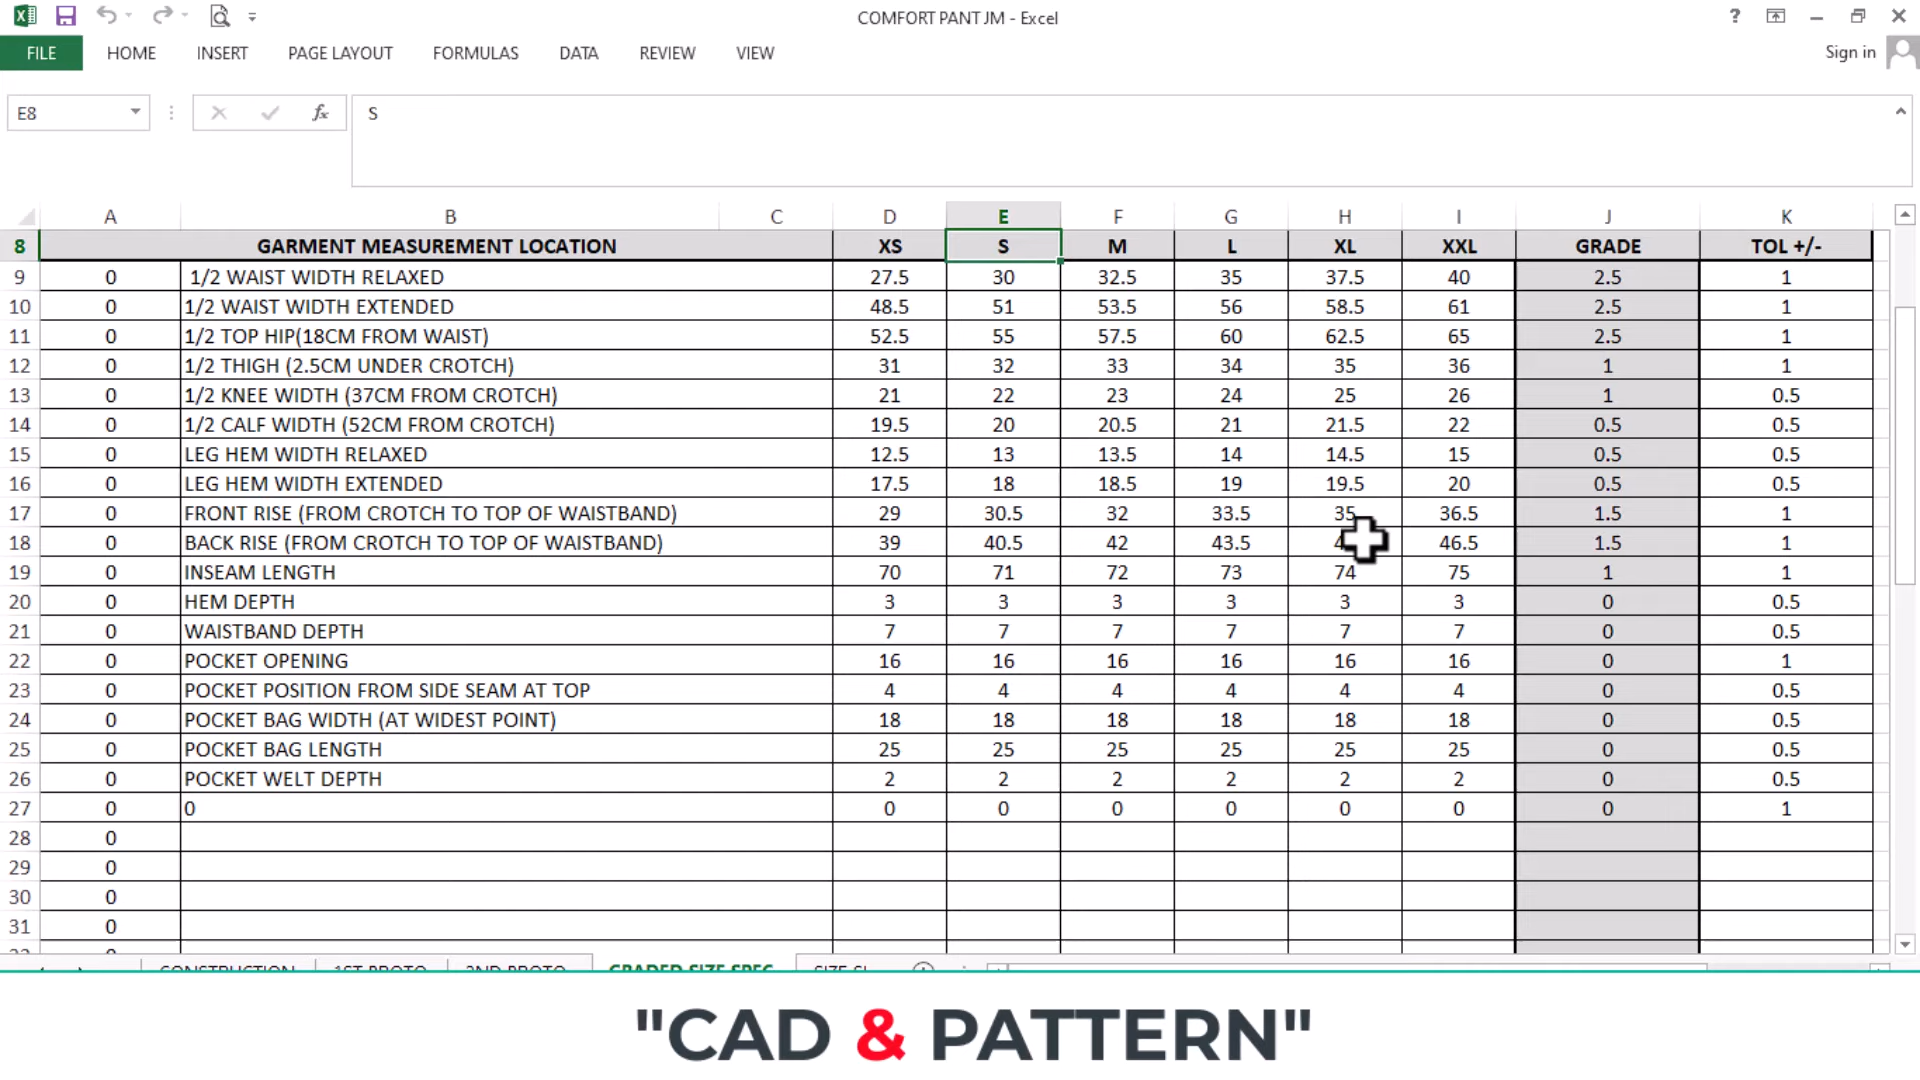 COMFORT PANT JM - Excel
FILE HOME INSERT PAGE LAYOUT FORMULAS DATA REVIEW VIEW Sign in
E8 fx S
A B C D E F G H I J K
8 GARMENT MEASUREMENT LOCATION XS S M L XL XXL GRADE TOL +/-
9 0 1/2 WAIST WIDTH RELAXED 27.5 30 32.5 35 37.5 40 2.5 1
10 0 1/2 WAIST WIDTH EXTENDED 48.5 51 53.5 56 58.5 61 2.5 1
11 0 1/2 TOP HIP(18CM FROM WAIST) 52.5 55 57.5 60 62.5 65 2.5 1
12 0 1/2 THIGH (2.5CM UNDER CROTCH) 31 32 33 34 35 36 1 1
13 0 1/2 KNEE WIDTH (37CM FROM CROTCH) 21 22 23 24 25 26 1 0.5
14 0 1/2 CALF WIDTH (52CM FROM CROTCH) 19.5 20 20.5 21 21.5 22 0.5 0.5
15 0 LEG HEM WIDTH RELAXED 12.5 13 13.5 14 14.5 15 0.5 0.5
16 0 LEG HEM WIDTH EXTENDED 17.5 18 18.5 19 19.5 20 0.5 0.5
17 0 FRONT RISE (FROM CROTCH TO TOP OF WAISTBAND) 29 30.5 32 33.5 35 36.5 1.5 1
18 0 BACK RISE (FROM CROTCH TO TOP OF WAISTBAND) 39 40.5 42 43.5 46.5 1.5 1
19 0 INSEAM LENGTH 70 71 72 73 74 75 1 1
20 0 HEM DEPTH 3 3 3 3 3 3 0 0.5
21 0 WAISTBAND DEPTH 7 7 7 7 7 7 0 0.5
22 0 POCKET OPENING 16 16 16 16 16 16 0 1
23 0 POCKET POSITION FROM SIDE SEAM AT TOP 4 4 4 4 4 4 0 0.5
24 0 POCKET BAG WIDTH (AT WIDEST POINT) 18 18 18 18 18 18 0 0.5
25 0 POCKET BAG LENGTH 25 25 25 25 25 25 0 0.5
26 0 POCKET WELT DEPTH 2 2 2 2 2 2 0 0.5
27 0 0 0 0 0 0 0 0 0 1
28 0
29 0
30 0
31 0
CONSTRUCTION 1ST PROTO 2ND PROTO GRADED SIZE SPEC
"CAD & PATTERN"